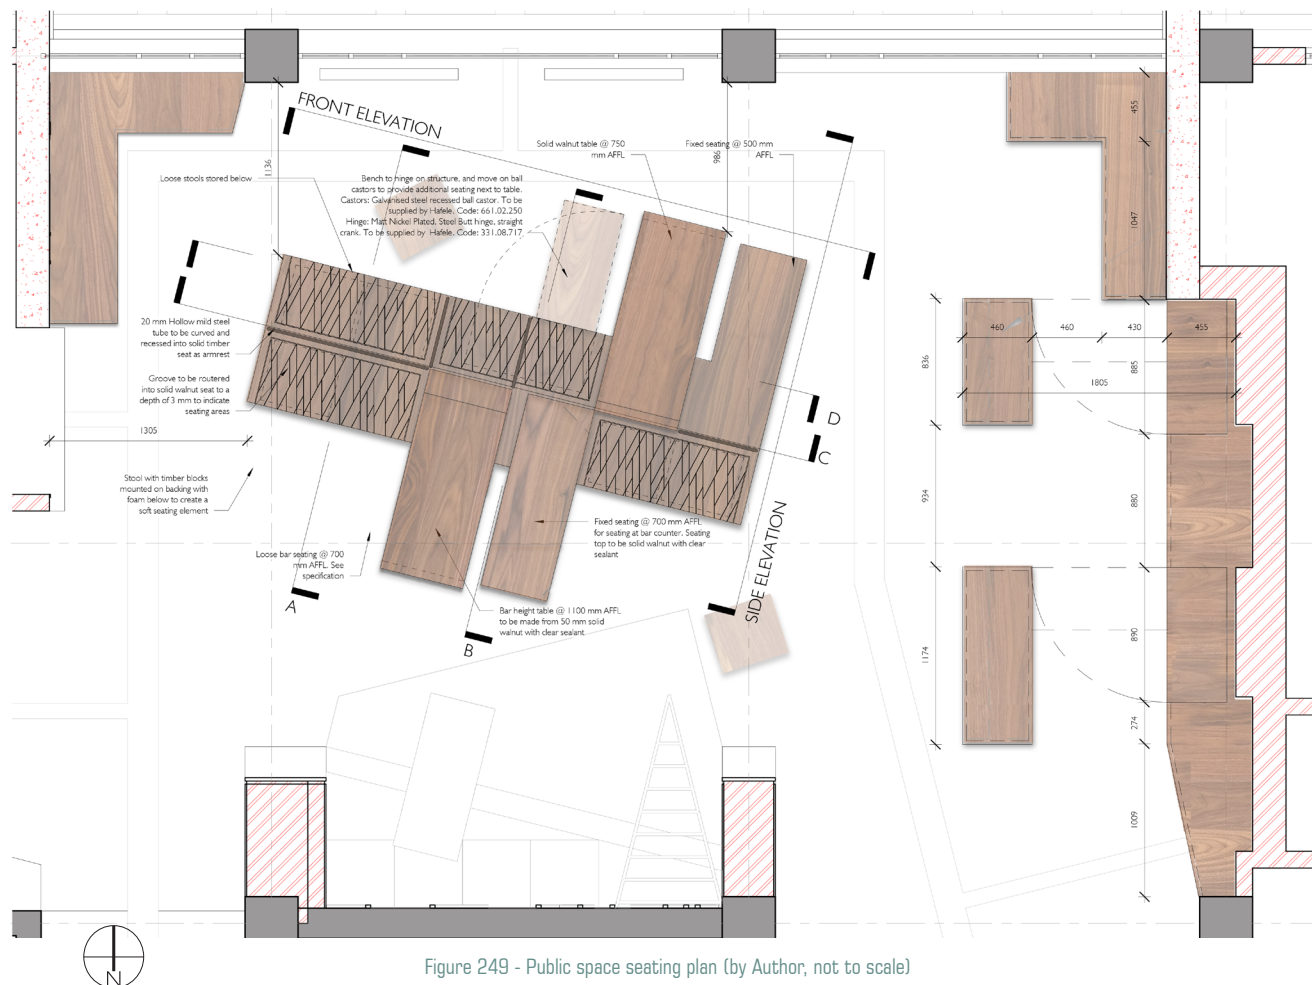 FRONT ELEVATION
Solid walnut table @ 750
mm AFFL
Fixed seating @ 500 mm
AFFL
455
1136
986
Loose stools stored below
Bench to hinge on structure, and move on ball
castors to provide additional seating next to table.
Castors: Galvanised steel recessed ball castor. To be
supplied by Hafele. Code: 661.02.250
Hinge: Matt Nickel Plated, Steel Butt hinge, straight
crank. To be supplied by Hafele. Code: 331.08.717
1047
20 mm Hollow mild steel
tube to be curved and
recessed into solid timber
seat as armrest
460
460
430
455
836
885
1805
Groove to be routered
into solid walnut seat to a
depth of 3 mm to indicate
seating areas
1305
D
C
Stool with timber blocks
mounted on backing with
foam below to create a
soft seating element
934
880
Fixed seating @ 700 mm AFFL
for seating at bar counter. Seating
top to be solid walnut with clear
sealant
Loose bar seating @ 700
mm AFFL. See
specification
SIDE ELEVATION
A
Bar height table @ 1100 mm AFFL
to be made from 50 mm solid
walnut with clear sealant
B
1174
890
274
1009
N
Figure 249 - Public space seating plan (by Author, not to scale)